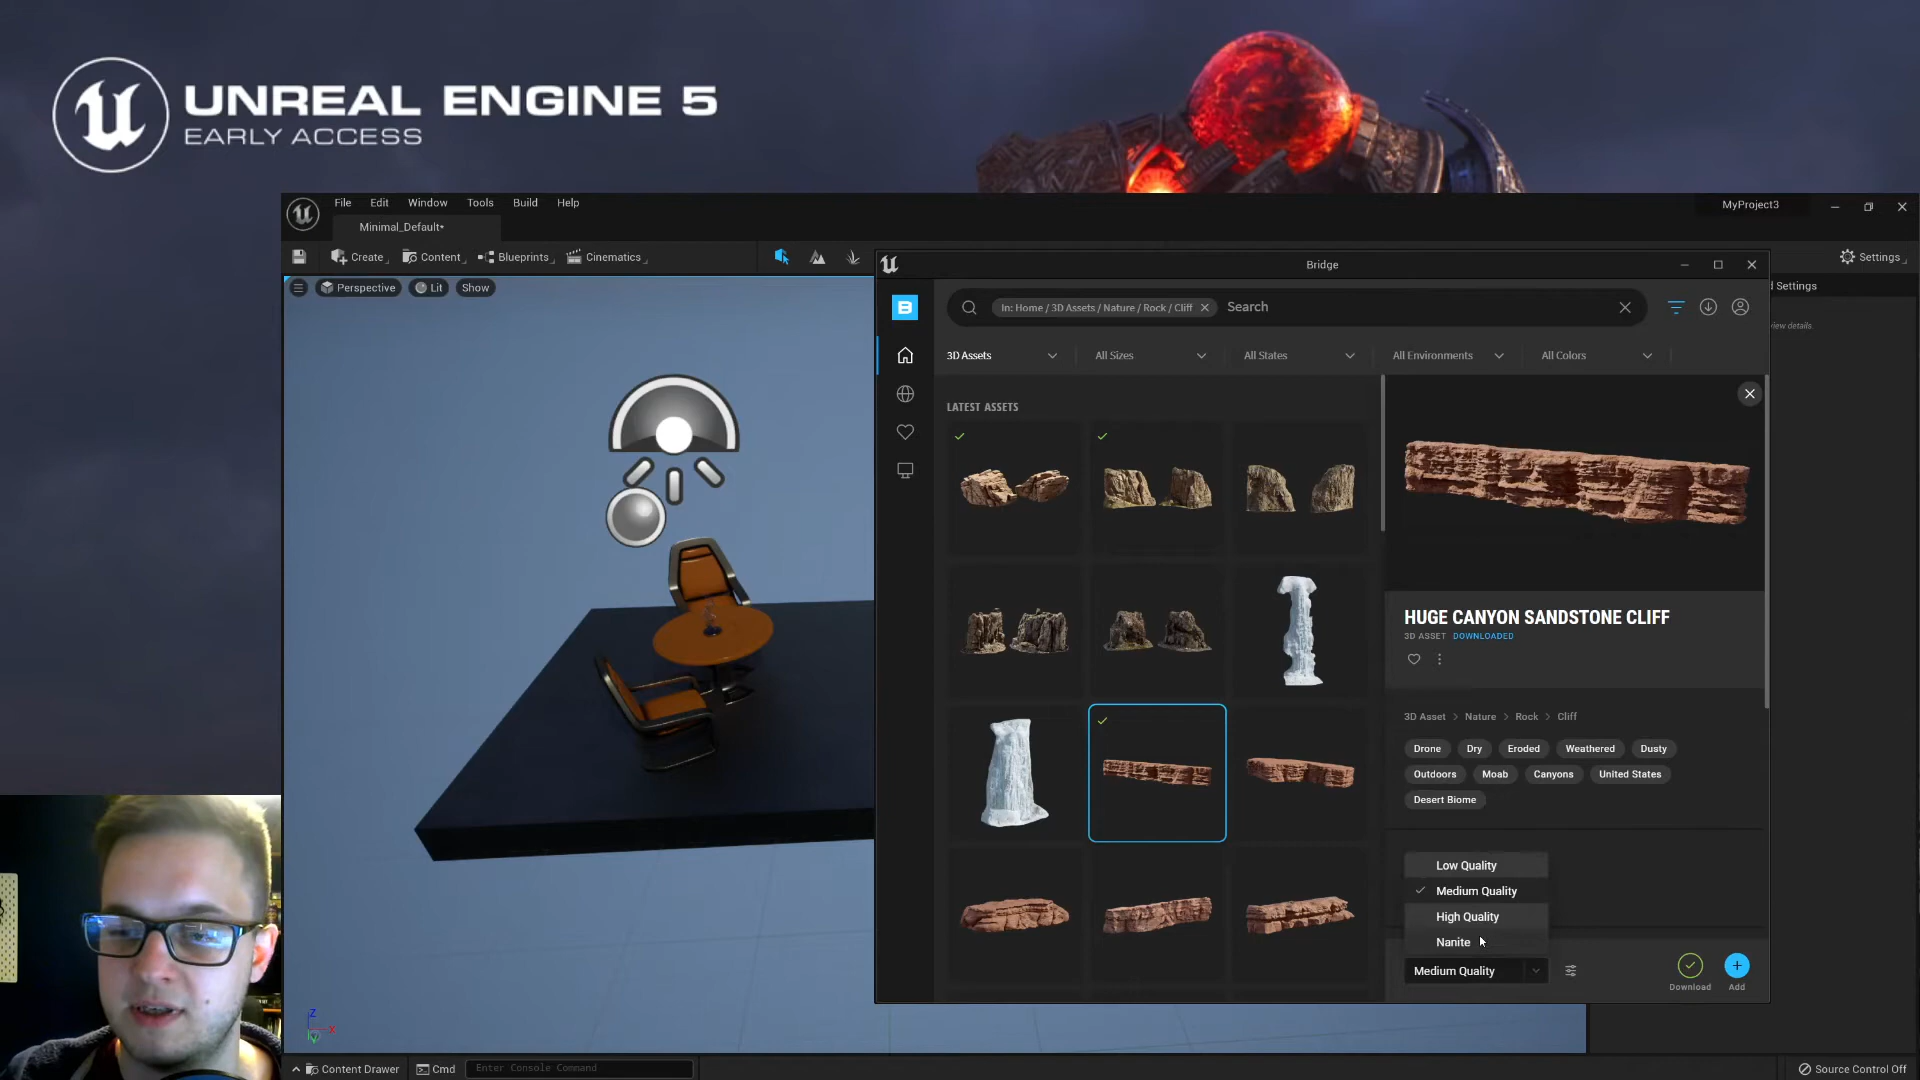 UNREAL ENGINE 5
EARLY ACCESS
File Edit Window Tools Build Help
MyProject3
Minimal_Default*
Create Content Blueprints Cinematics
Settings
Perspective Lit Show
Bridge
In: Home / 3D Assets / Nature / Rock / Cliff Search
3D Assets All Sizes All States All Environments All Colors
LATEST ASSETS
HUGE CANYON SANDSTONE CLIFF
3D ASSET DOWNLOADED
3D Asset > Nature > Rock > Cliff
Drone Dry Eroded Weathered Dusty
Outdoors Moab Canyons United States
Desert Biome
Low Quality
Medium Quality
High Quality
Nanite
Medium Quality
Download Add
Settings
view details.
Z
X
Content Drawer Cmd Enter Console Command
Source Control Off